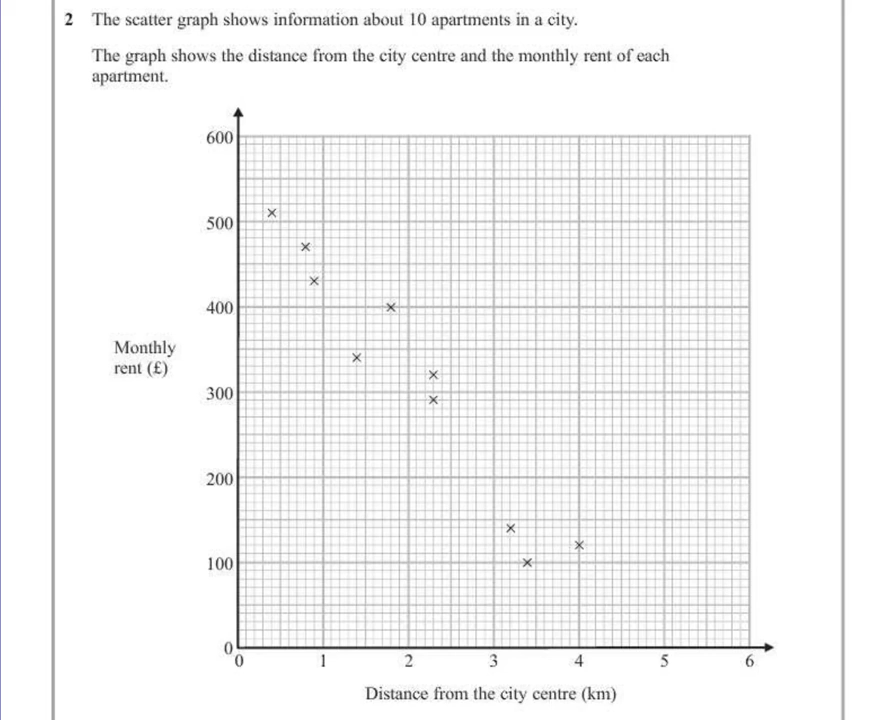 2 The scatter graph shows information about 10 apartments in a city.
The graph shows the distance from the city centre and the monthly rent of each
apartment.
600
500
400
Monthly
rent (£)
300
200
100
0
0 1 2 3 4 5 6
Distance from the city centre (km)